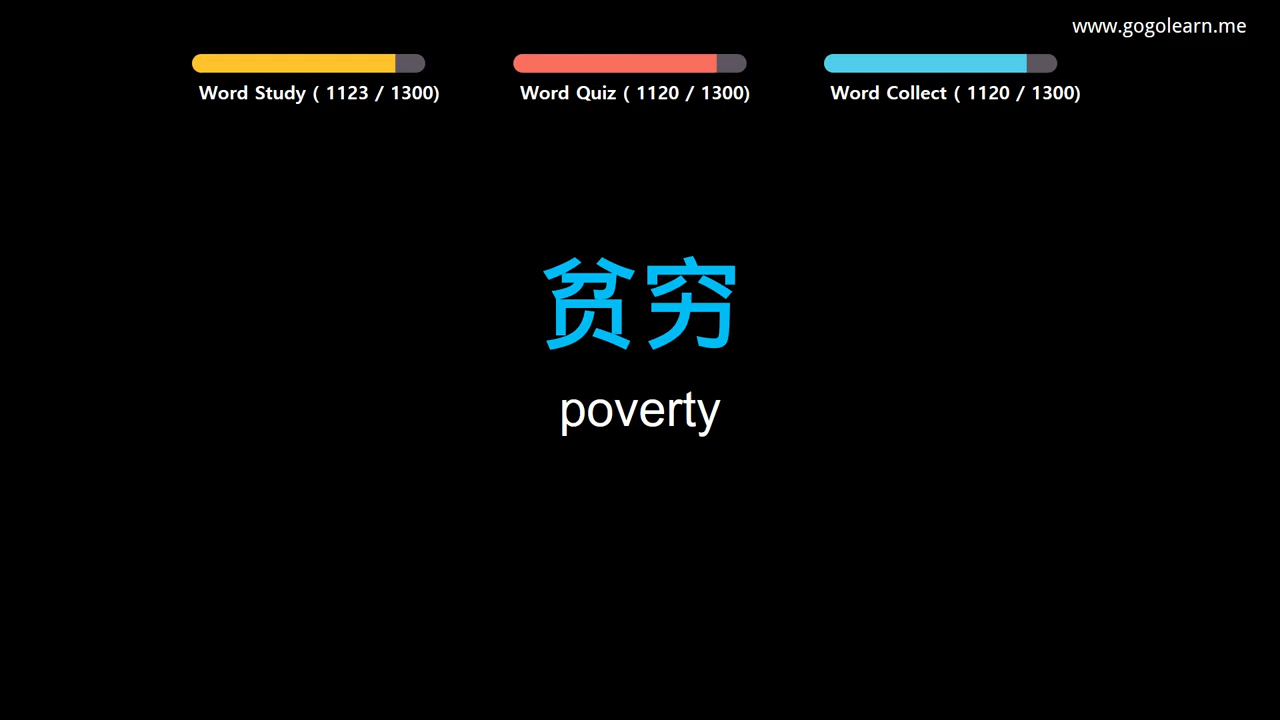 www.gogolearn.me
Word Study ( 1123 / 1300)
Word Quiz ( 1120 / 1300)
Word Collect ( 1120 / 1300)
贫穷
poverty